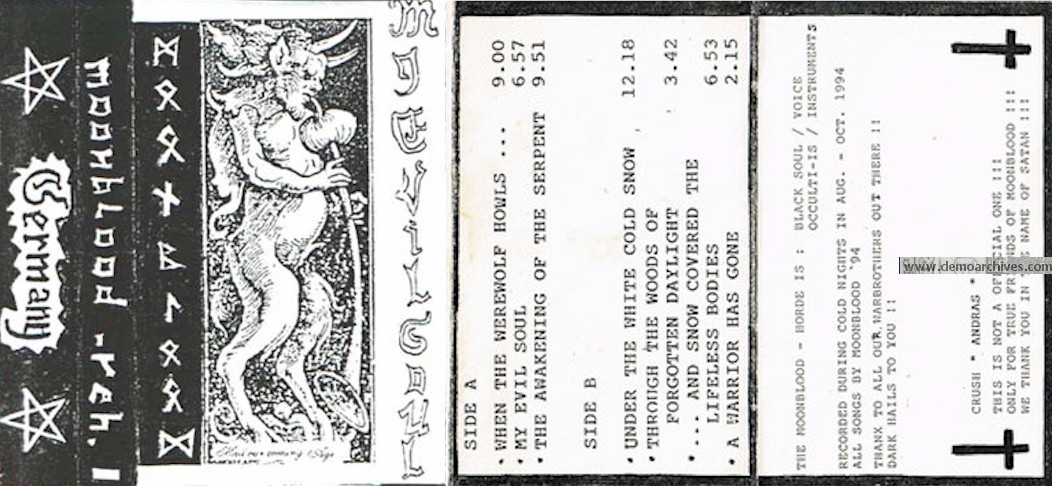 Germany
moonblood - reh. 1
ᛗᛟᛟᚾᛒᛚᛟᛟᛞ
MY EVIL SOUL
SIDE A
• WHEN THE WEREWOLF HOWLS ... 9.00
• MY EVIL SOUL 6.57
• THE AWAKENING OF THE SERPENT 9.51
SIDE B
• UNDER THE WHITE COLD SNOW 12.18
• THROUGH THE WOODS OF
FORGOTTEN DAYLIGHT 3.42
• ... AND SNOW COVERED THE
LIFELESS BODIES 6.53
• A WARRIOR HAS GONE 2.15
THE MOONBLOOD - HORDE IS : BLACK SOUL / VOICE
OCCULTI-IS / INSTRUMENTS
RECORDED DURING COLD NIGHTS IN AUG. - OCT. 1994
ALL SONGS BY MOONBLOOD '94
THANX TO ALL OUR WARBROTHERS OUT THERE !!
DARK HAILS TO YOU !!
CRUSH " ANDRAS "
THIS IS NOT A OFFICIAL ONE !!!
ONLY FOR TRUE FRIENDS OF MOONBLOOD !!!
WE THANK YOU IN THE NAME OF SATAN !!!
www.demoarchives.com